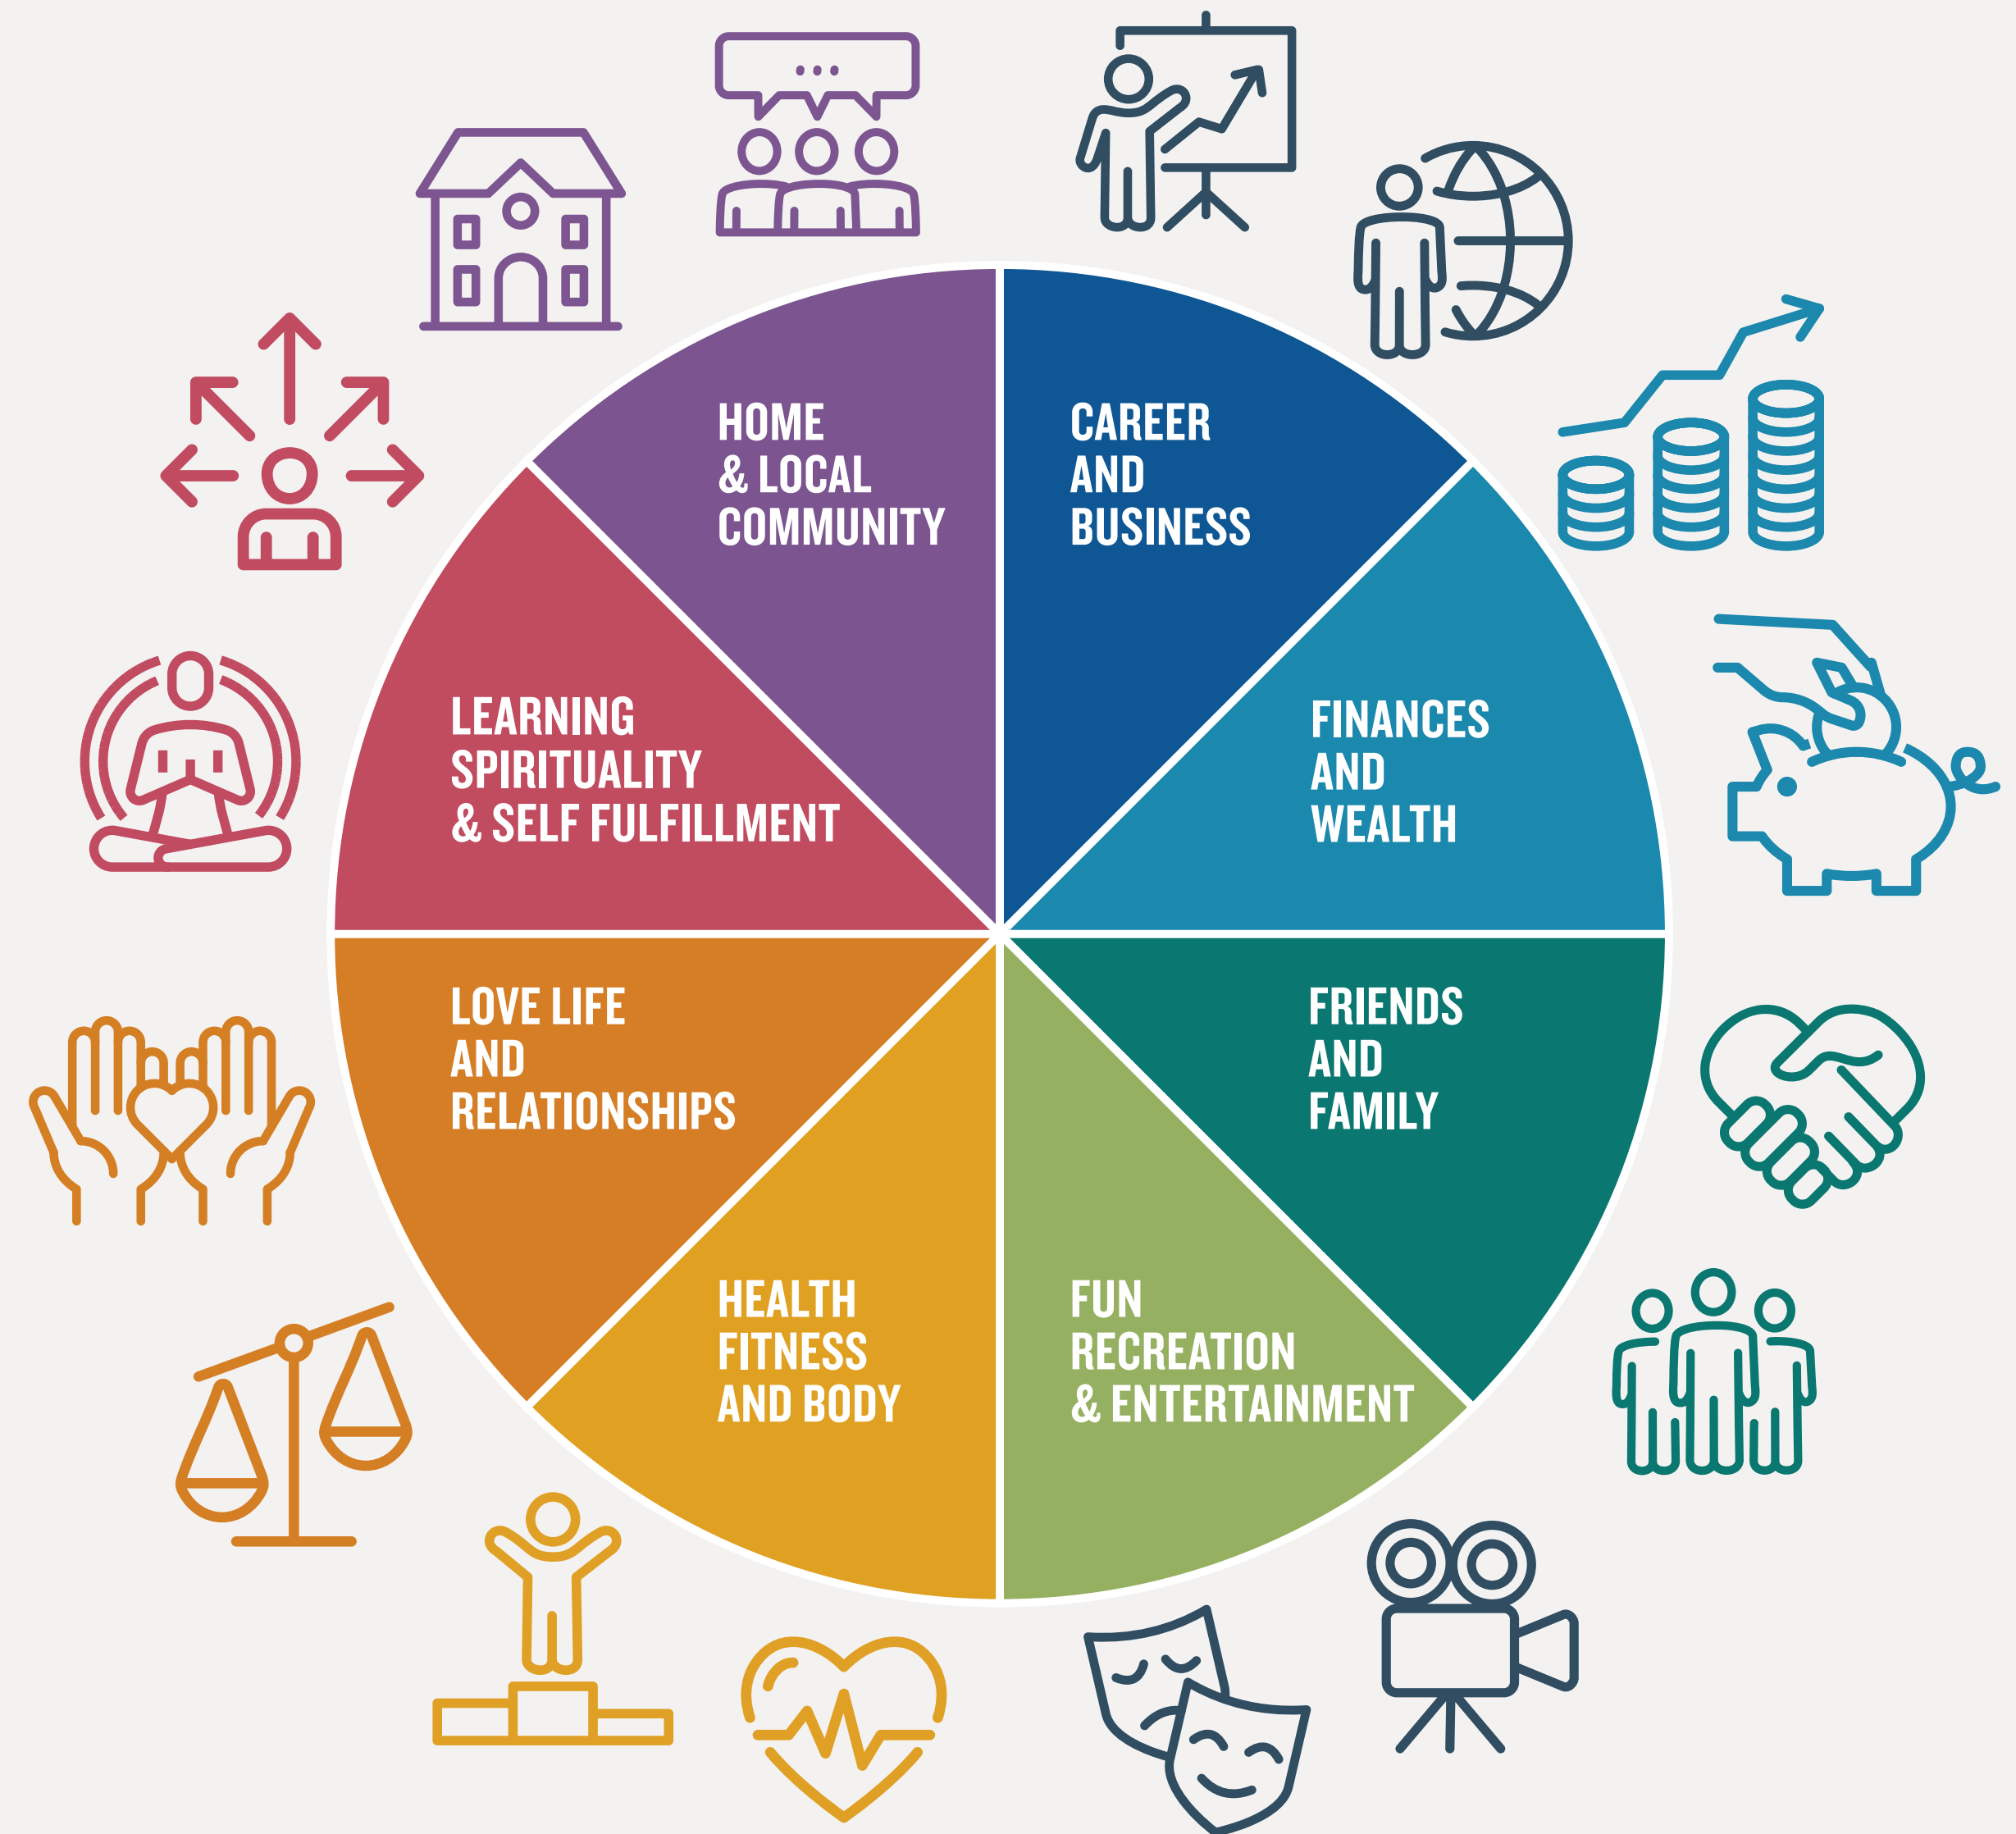 HOME
& LOCAL
COMMUNITY
CAREER
AND
BUSINESS
LEARNING
SPIRITUALITY
& SELF FULFILLMENT
FINANCES
AND
WEALTH
LOVE LIFE
AND
RELATIONSHIPS
FRIENDS
AND
FAMILY
HEALTH
FITNESS
AND BODY
FUN
RECREATION
& ENTERTAINMENT